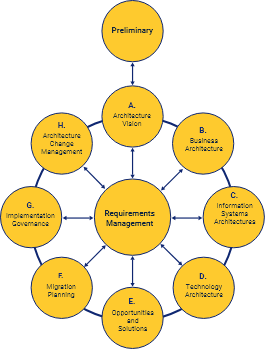 Preliminary
A.
Architecture
Vision
H.
Architecture
Change
Management
B.
Business
Architecture
G.
Implementation
Governance
Requirements
Management
C.
Information
Systems
Architectures
F.
Migration
Planning
D.
Technology
Architecture
E.
Opportunities
and
Solutions